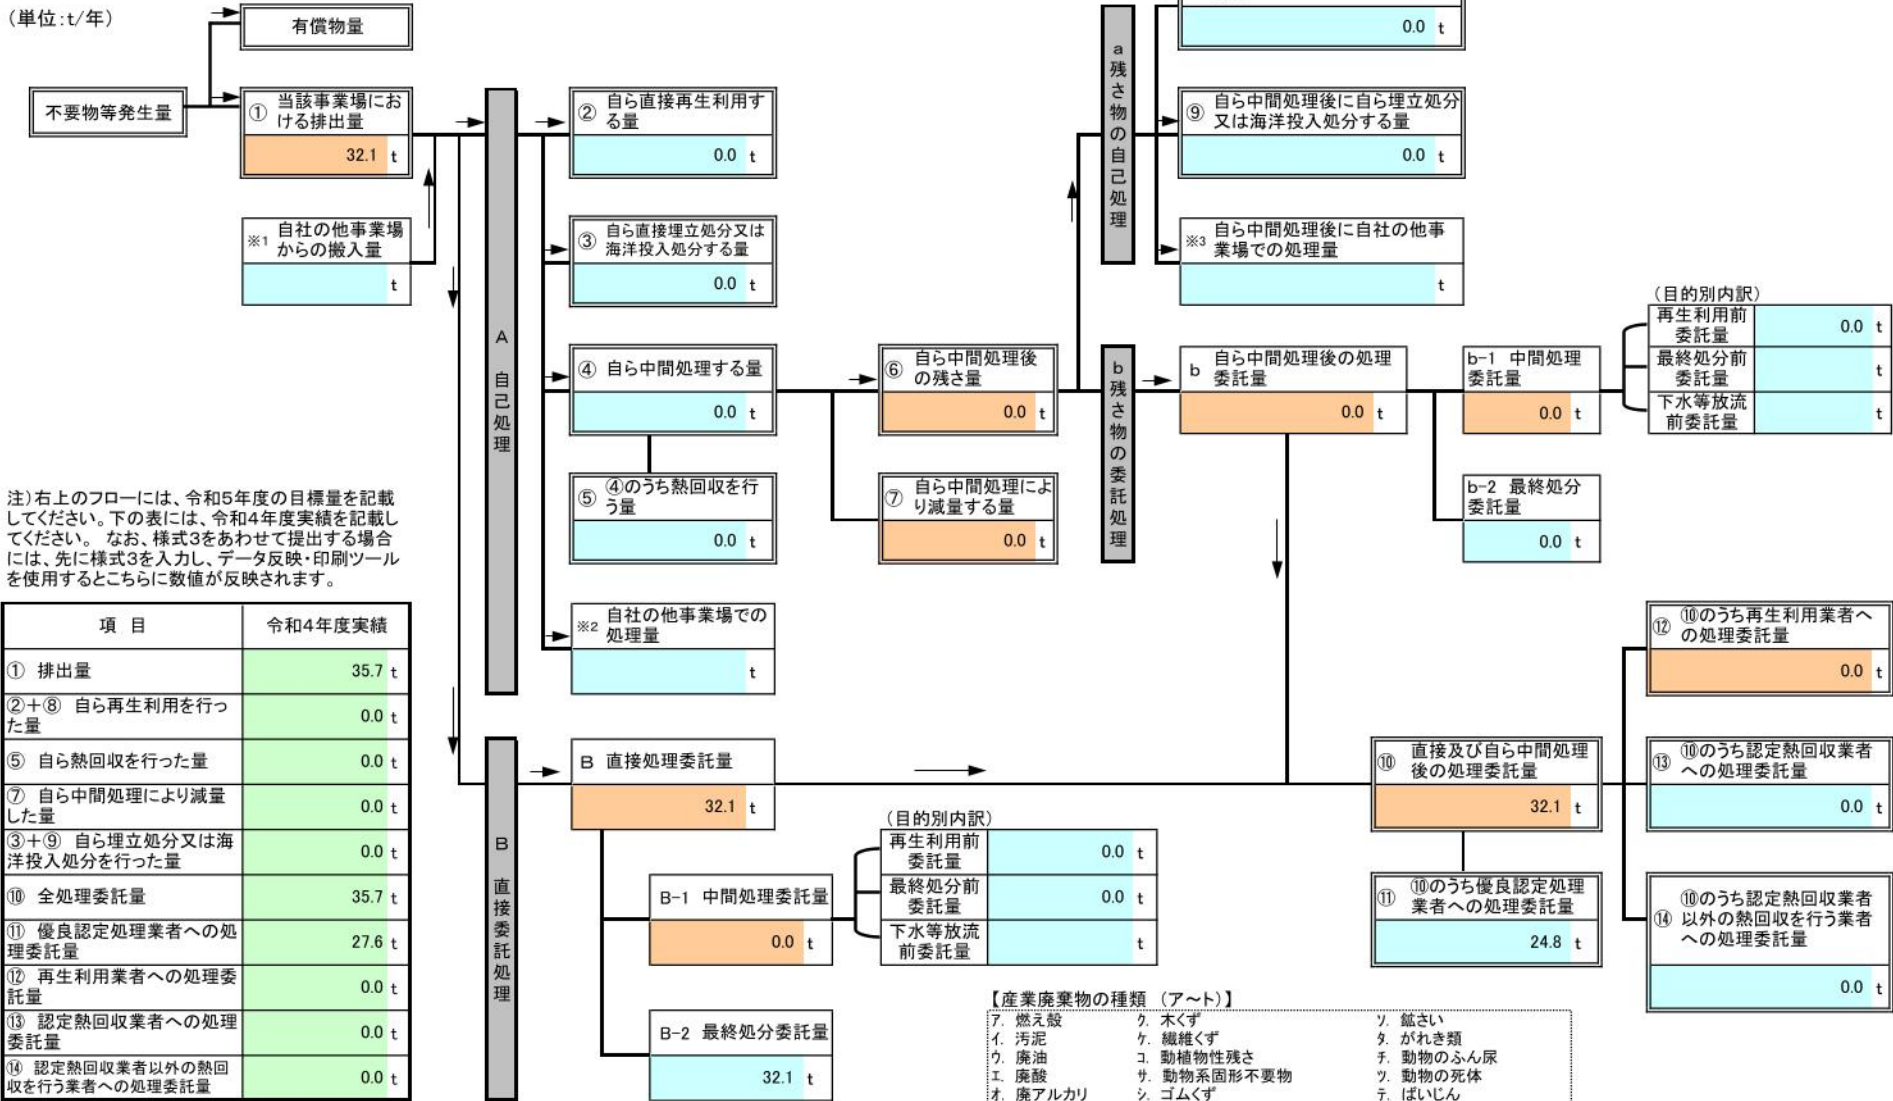 (単位:t/年)
有償物量
不要物等発生量
① 当該事業場にお
ける排出量
32.1 t
※1 自社の他事業場
からの搬入量
t
A 自己処理
② 自ら直接再生利用す
る量
0.0 t
③ 自ら直接埋立処分又は
海洋投入処分する量
0.0 t
④ 自ら中間処理する量
0.0 t
⑤ ④のうち熱回収を行
う量
0.0 t
※2 自社の他事業場での
処理量
t
⑥ 自ら中間処理後
の残さ量
0.0 t
⑦ 自ら中間処理によ
り減量する量
0.0 t
a 残さ物の自己処理
0.0 t
⑨ 自ら中間処理後に自ら埋立処分
又は海洋投入処分する量
0.0 t
※3 自ら中間処理後に自社の他事
業場での処理量
t
b 残さ物の委託処理
b 自ら中間処理後の処理
委託量
0.0 t
b-1 中間処理
委託量
0.0 t
(目的別内訳)
再生利用前
委託量
0.0 t
最終処分前
委託量
t
下水等放流
前委託量
t
b-2 最終処分
委託量
0.0 t
注)右上のフローには、令和5年度の目標量を記載
してください。下の表には、令和4年度実績を記載し
てください。 なお、様式3をあわせて提出する場合
には、先に様式3を入力し、データ反映・印刷ツール
を使用するとこちらに数値が反映されます。
項 目 令和4年度実績
① 排出量 35.7 t
②+⑧ 自ら再生利用を行っ
た量
0.0 t
⑤ 自ら熱回収を行った量 0.0 t
⑦ 自ら中間処理により減量
した量
0.0 t
③+⑨ 自ら埋立処分又は海
洋投入処分を行った量
0.0 t
⑩ 全処理委託量 35.7 t
⑪ 優良認定処理業者への処
理委託量
27.6 t
⑫ 再生利用業者への処理委
託量
0.0 t
⑬ 認定熱回収業者への処理
委託量
0.0 t
⑭ 認定熱回収業者以外の熱回
収を行う業者への処理委託量
0.0 t
B 直接委託処理
B 直接処理委託量
32.1 t
B-1 中間処理委託量
0.0 t
(目的別内訳)
再生利用前
委託量
0.0 t
最終処分前
委託量
0.0 t
下水等放流
前委託量
t
B-2 最終処分委託量
32.1 t
⑩ 直接及び自ら中間処理
後の処理委託量
32.1 t
⑪ ⑩のうち優良認定処理
業者への処理委託量
24.8 t
⑫ ⑩のうち再生利用業者へ
の処理委託量
0.0 t
⑬ ⑩のうち認定熱回収業者
への処理委託量
0.0 t
⑭ ⑩のうち認定熱回収業者
以外の熱回収を行う業者
への処理委託量
0.0 t
【産業廃棄物の種類 (ア~ト)】
ア. 燃え殻 ク. 木くず ソ. 鉱さい
イ. 汚泥 ケ. 繊維くず タ. がれき類
ウ. 廃油 コ. 動植物性残さ チ. 動物のふん尿
エ. 廃酸 サ. 動物系固形不要物 ツ. 動物の死体
オ. 廃アルカリ シ. ゴムくず テ. ばいじん